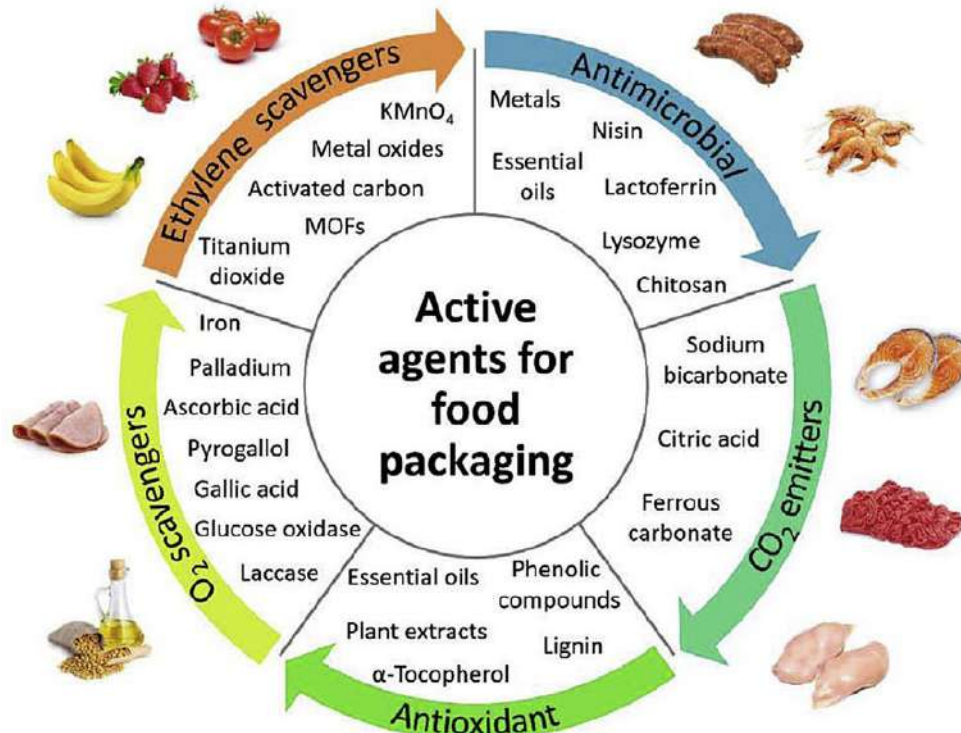 Active
agents for
food
packaging
Ethylene scavengers
KMnO₄
Metal oxides
Activated carbon
MOFs
Titanium
dioxide
Antimicrobial
Metals
Nisin
Essential
oils
Lactoferrin
Lysozyme
Chitosan
CO₂ emitters
Sodium
bicarbonate
Citric acid
Ferrous
carbonate
Antioxidant
Essential oils
Phenolic
compounds
Plant extracts
Lignin
α-Tocopherol
O₂ scavengers
Iron
Palladium
Ascorbic acid
Pyrogallol
Gallic acid
Glucose oxidase
Laccase